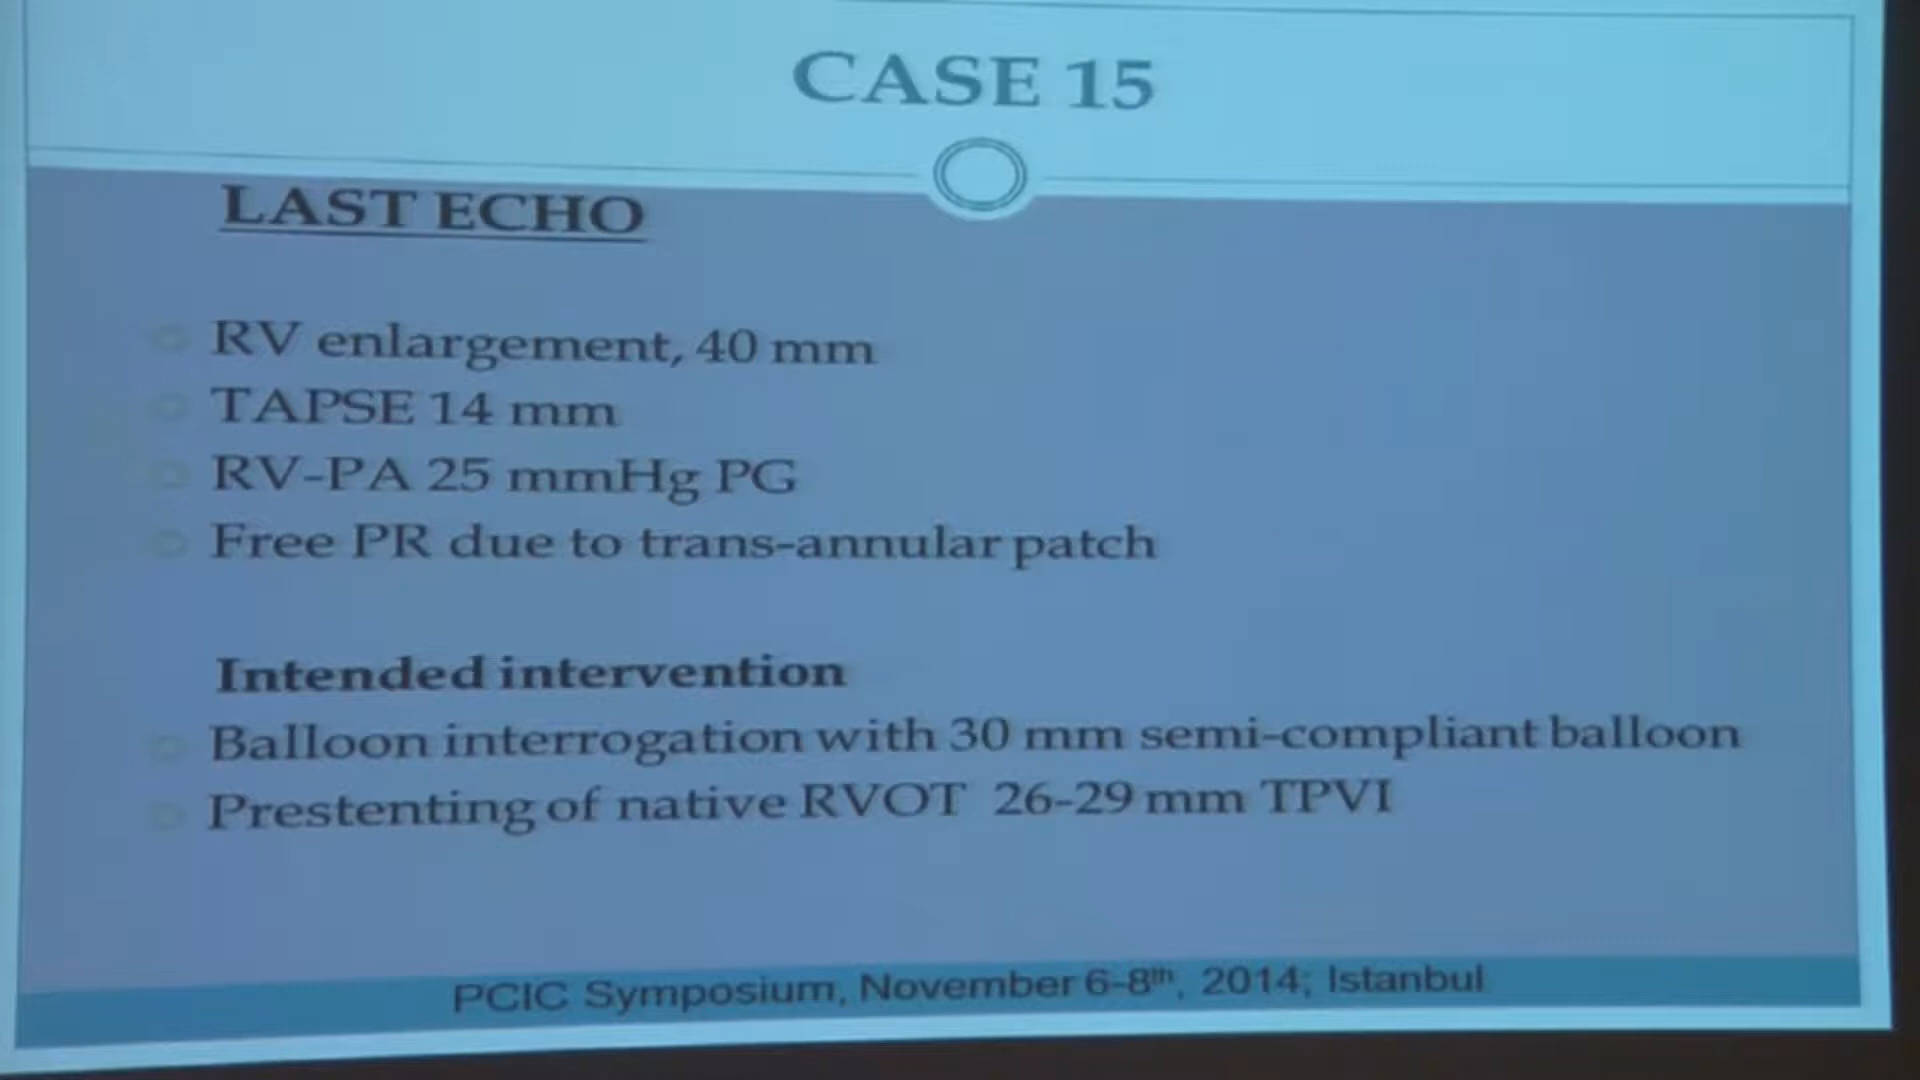 CASE 15
LAST ECHO
RV enlargement, 40 mm
TAPSE 14 mm
RV-PA 25 mmHg PG
Free PR due to trans-annular patch
Intended intervention
Balloon interrogation with 30 mm semi-compliant balloon
Prestenting of native RVOT 26-29 mm TPVI
PCIC Symposium, November 6-8th, 2014; Istanbul